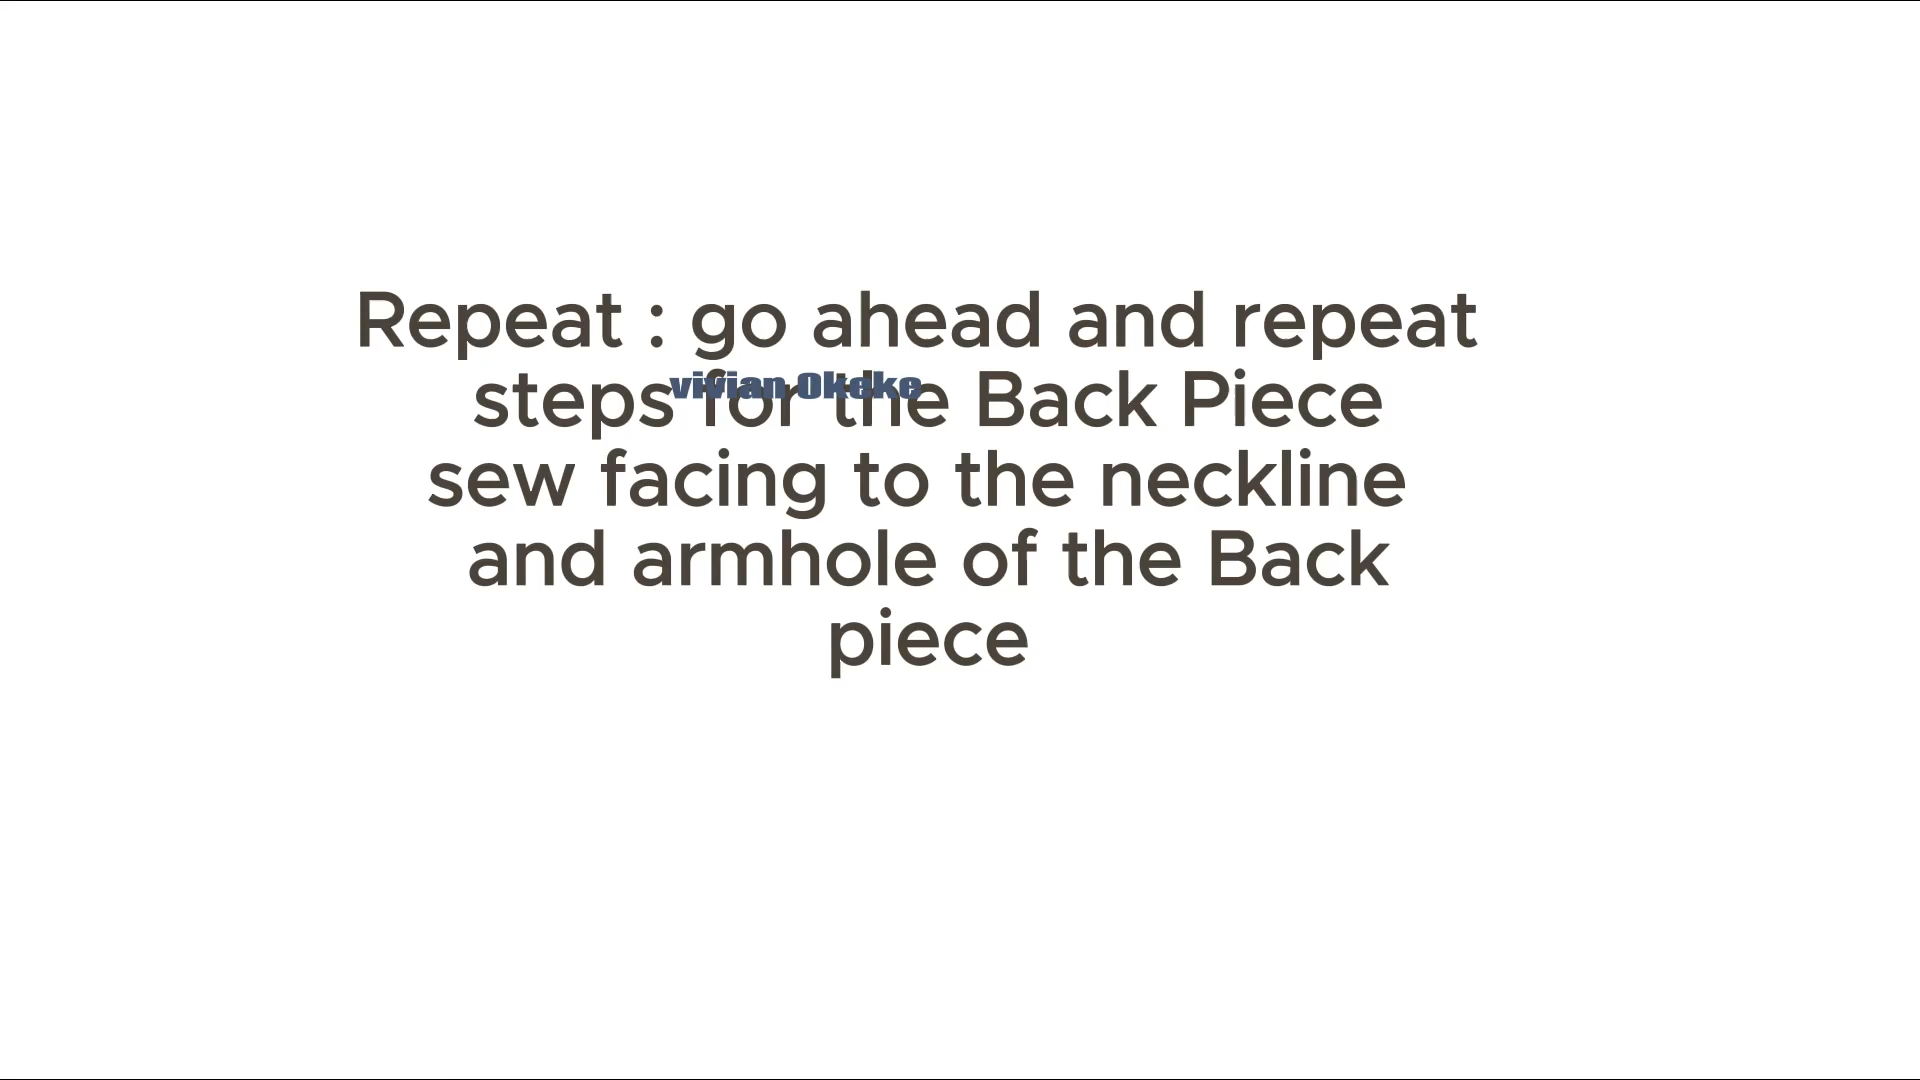 Repeat : go ahead and repeat
steps for the Back Piece
vivian Okeke
sew facing to the neckline
and armhole of the Back
piece